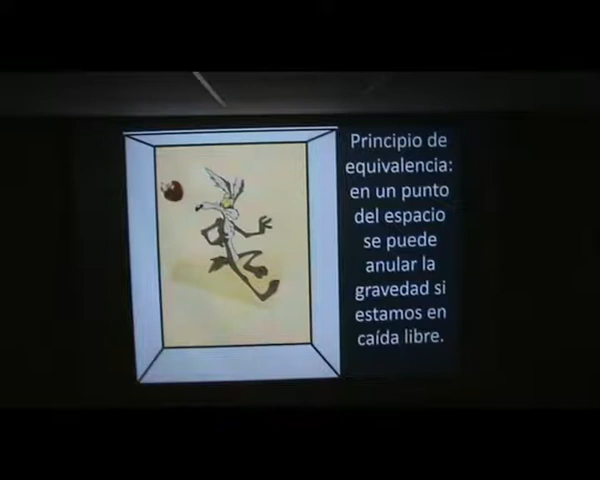 Principio de
equivalencia:
en un punto
del espacio
se puede
anular la
gravedad si
estamos en
caída libre.